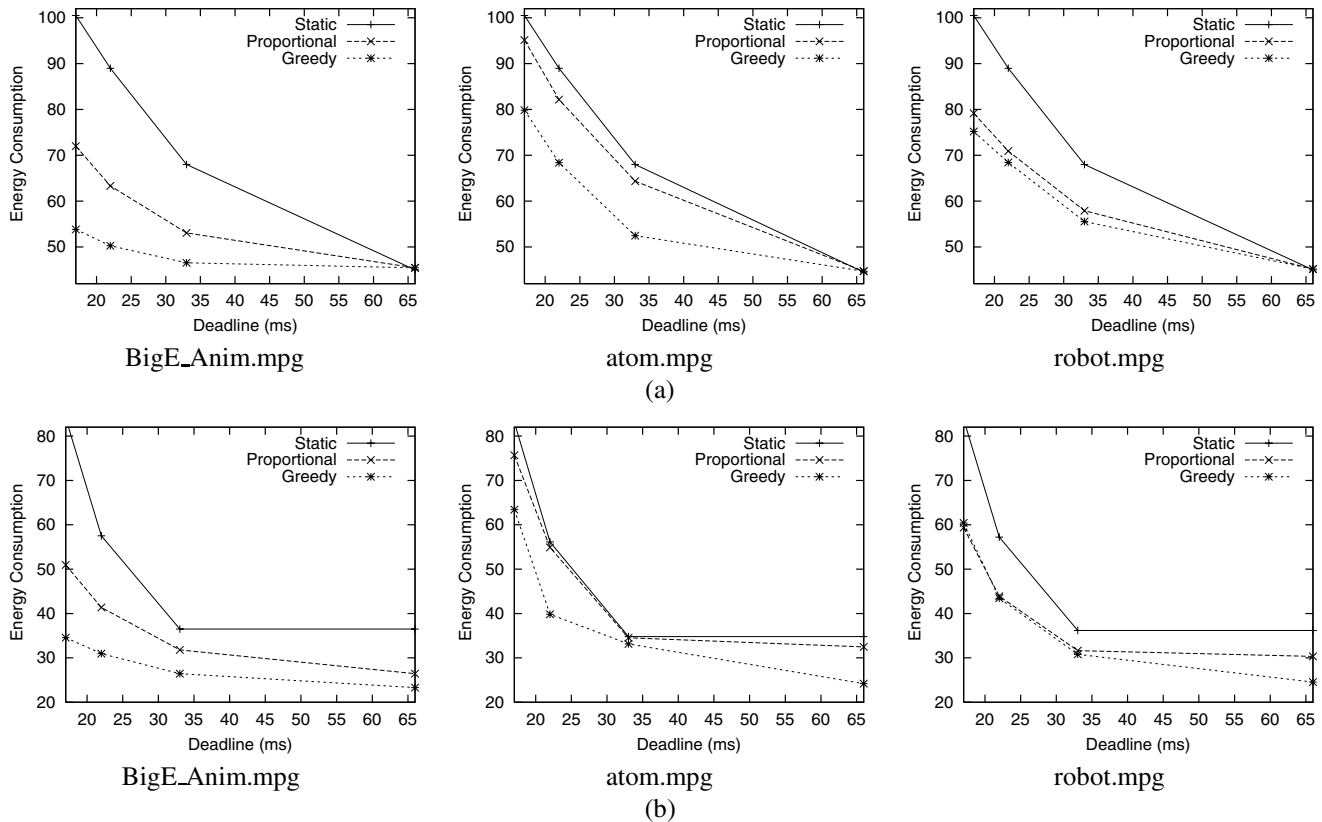 Energy Consumption
100
90
80
70
60
50
20 25 30 35 40 45 50 55 60 65
Deadline (ms)
Static
Proportional
Greedy
BigE_Anim.mpg
Energy Consumption
100
90
80
70
60
50
20 25 30 35 40 45 50 55 60 65
Deadline (ms)
Static
Proportional
Greedy
atom.mpg
Energy Consumption
100
90
80
70
60
50
20 25 30 35 40 45 50 55 60 65
Deadline (ms)
Static
Proportional
Greedy
robot.mpg
(a)
Energy Consumption
80
70
60
50
40
30
20
20 25 30 35 40 45 50 55 60 65
Deadline (ms)
Static
Proportional
Greedy
BigE_Anim.mpg
Energy Consumption
80
70
60
50
40
30
20
20 25 30 35 40 45 50 55 60 65
Deadline (ms)
Static
Proportional
Greedy
atom.mpg
Energy Consumption
80
70
60
50
40
30
20
20 25 30 35 40 45 50 55 60 65
Deadline (ms)
Static
Proportional
Greedy
robot.mpg
(b)